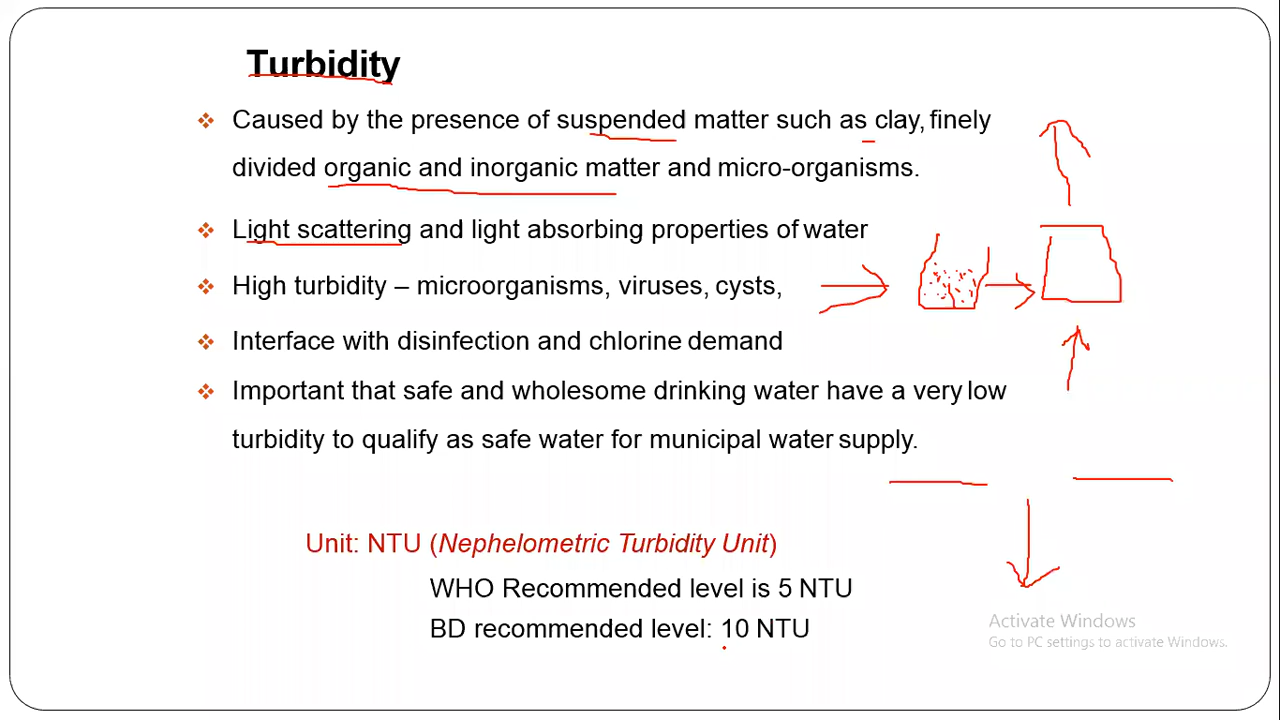 Turbidity
Caused by the presence of suspended matter such as clay, finely
divided organic and inorganic matter and micro-organisms.
Light scattering and light absorbing properties of water
High turbidity – microorganisms, viruses, cysts,
Interface with disinfection and chlorine demand
Important that safe and wholesome drinking water have a very low
turbidity to qualify as safe water for municipal water supply.
Unit: NTU (Nephelometric Turbidity Unit)
WHO Recommended level is 5 NTU
BD recommended level: 10 NTU
Activate Windows
Go to PC settings to activate Windows.